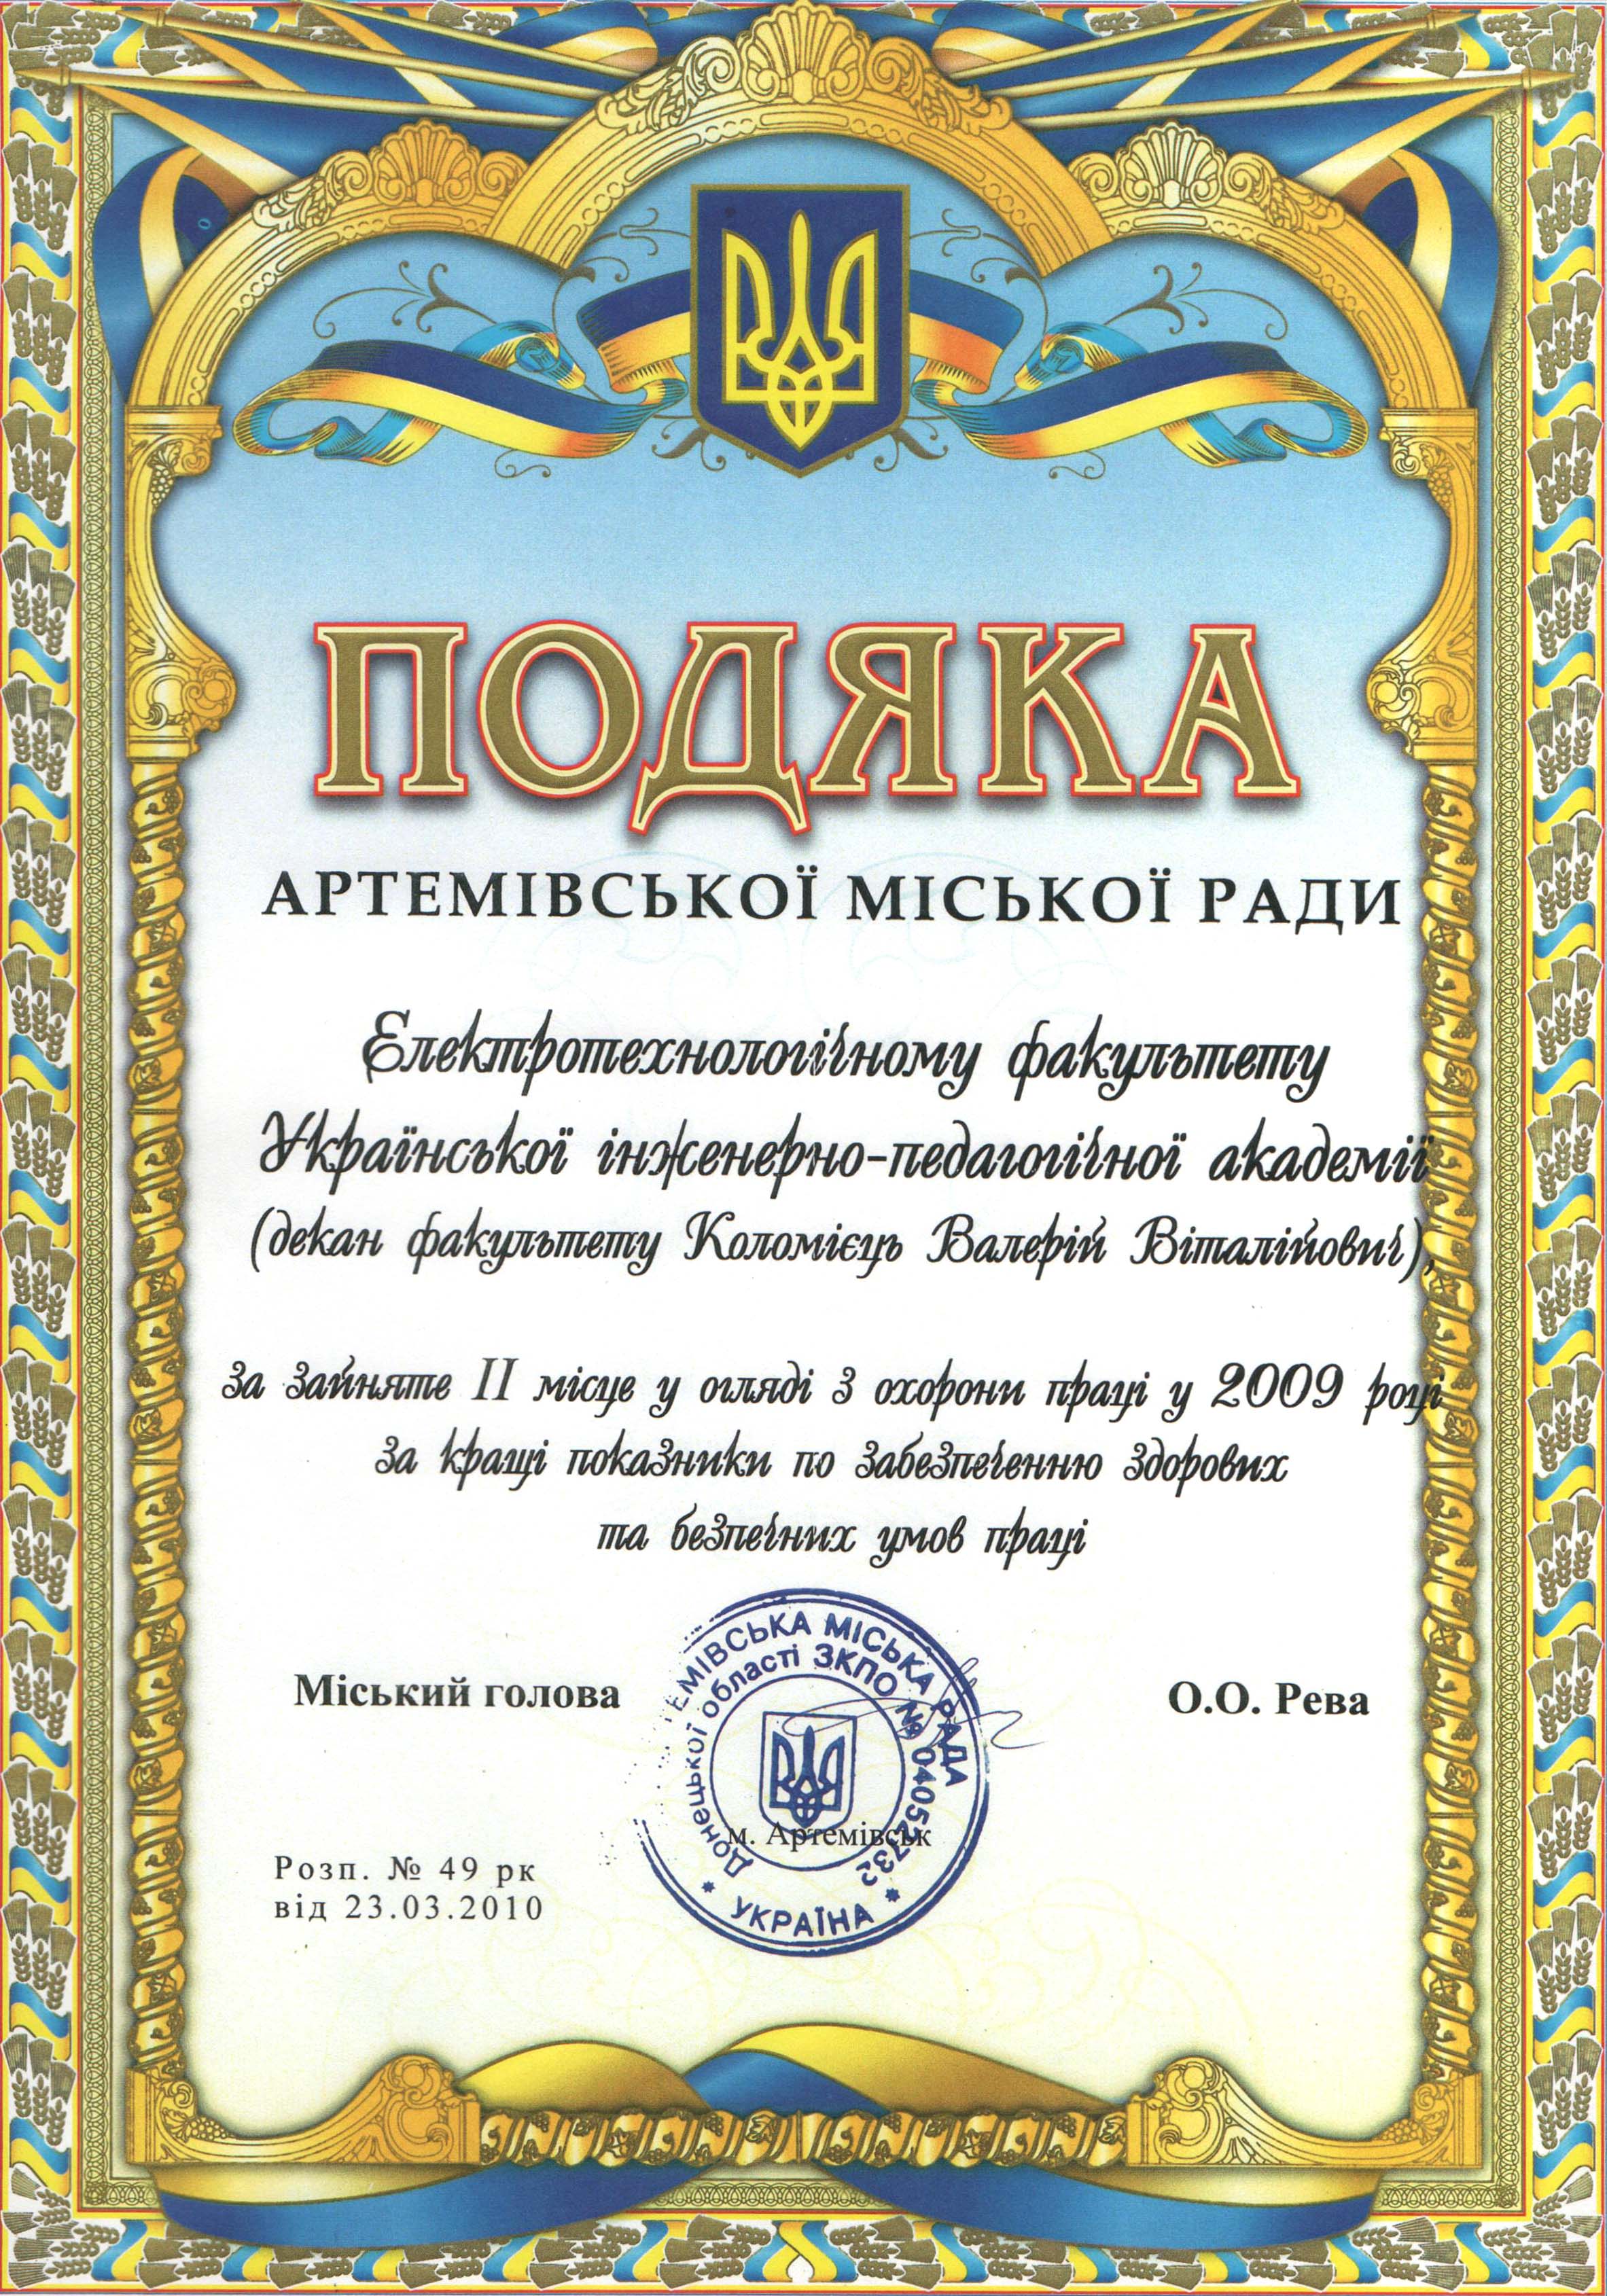 ПОДЯКА
АРТЕМІВСЬКОЇ МІСЬКОЇ РАДИ
Електротехнологічному факультету
Української інженерно-педагогічної академії
(декан факультету Коломієць Валерій Віталійович),
за зайняте II місце у огляді з охорони праці у 2009 році
за кращі показники по забезпеченню здорових
та безпечних умов праці
Міський голова
О.О. Рева
ЕМІВСЬКА МІСЬКА РАДА
Донецької області ЗКПО № 04052732
УКРАЇНА
м. Артемівськ
Розп. № 49 рк
від 23.03.2010